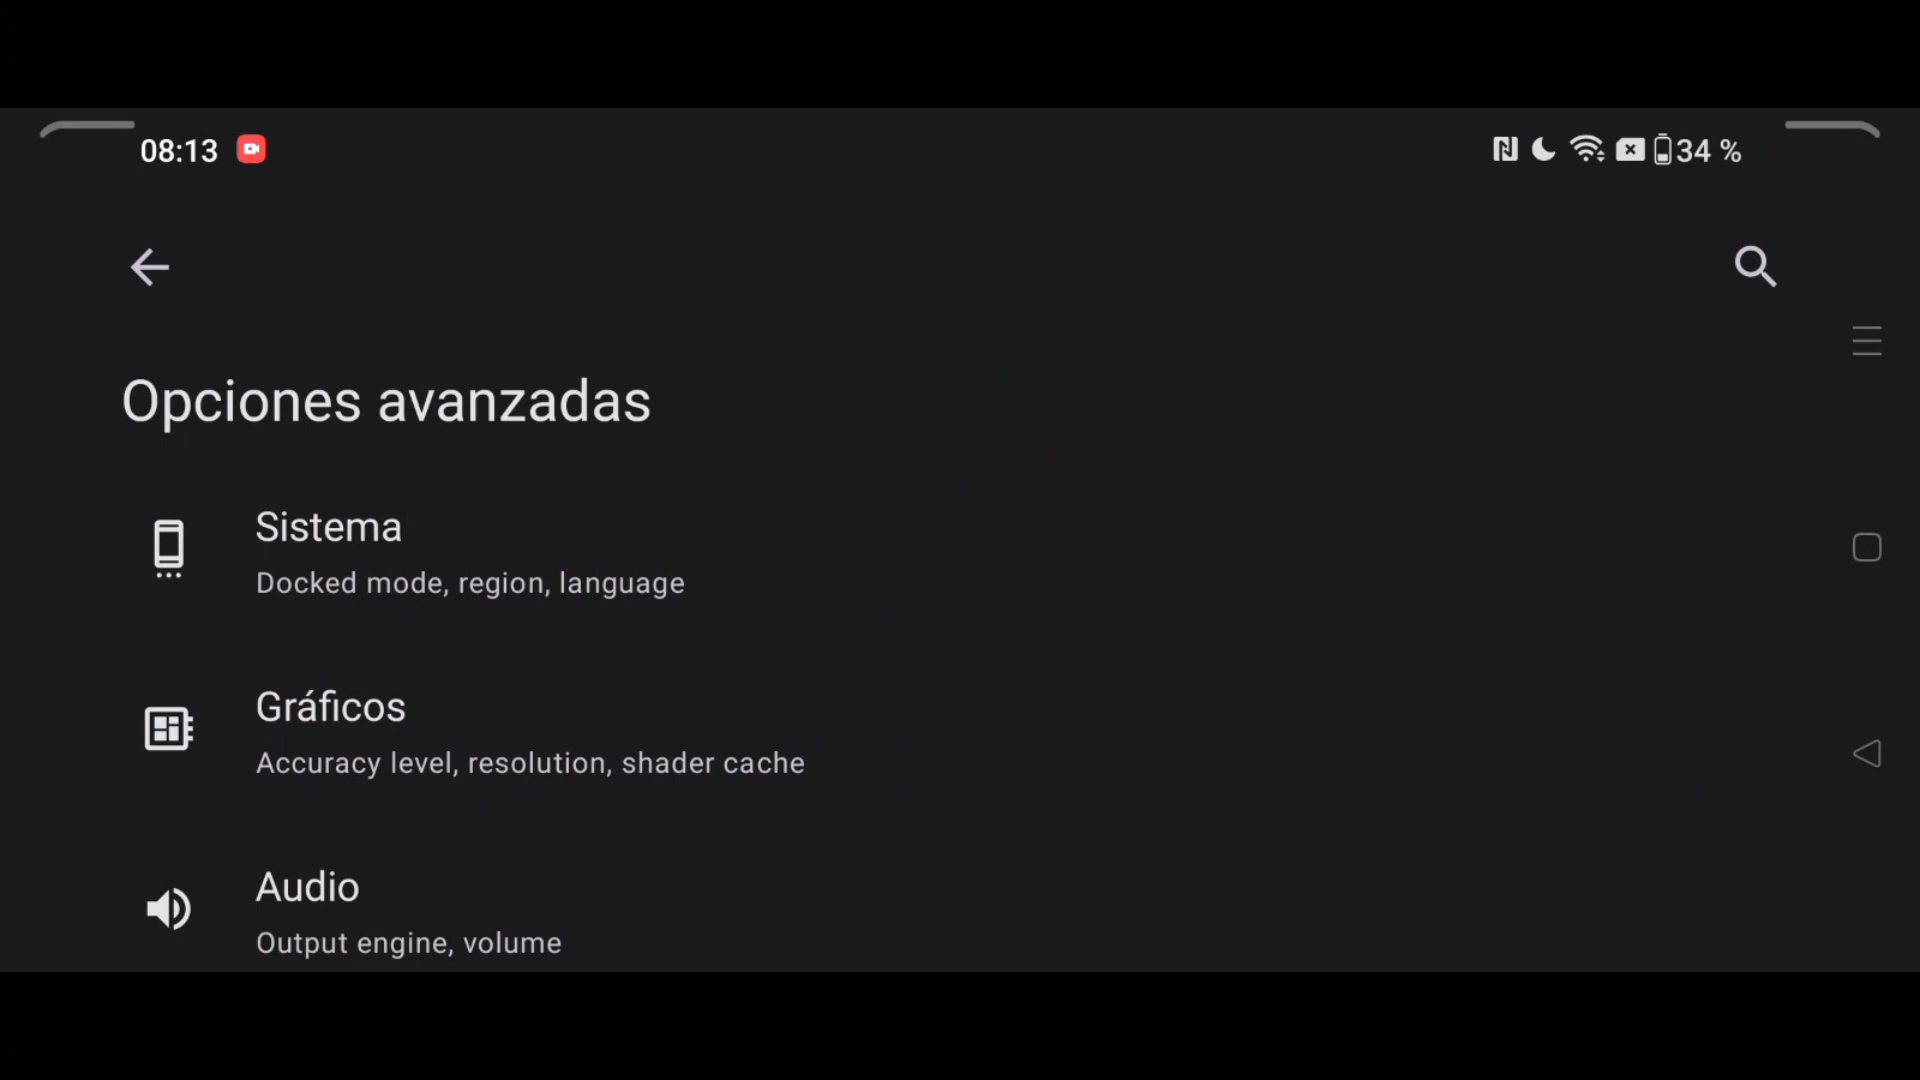 08:13
34 %
Opciones avanzadas
Sistema
Docked mode, region, language
Gráficos
Accuracy level, resolution, shader cache
Audio
Output engine, volume